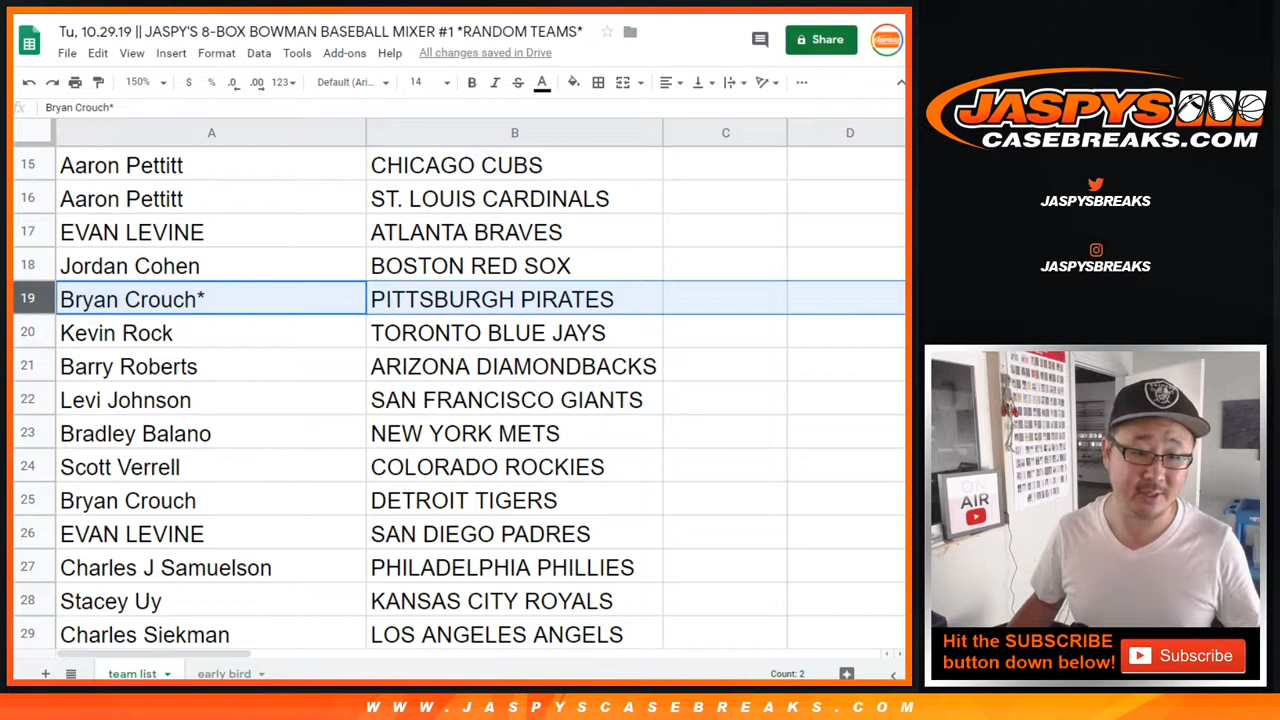 Tu, 10.29.19 || JASPY'S 8-BOX BOWMAN BASEBALL MIXER #1 *RANDOM TEAMS*
File Edit View Insert Format Data Tools Add-ons Help All changes saved in Drive
Share
150% $ % .0 .00 123 Default (Ari... 14 B I S A
fx Bryan Crouch*
A B C D
15 Aaron Pettitt CHICAGO CUBS
16 Aaron Pettitt ST. LOUIS CARDINALS
17 EVAN LEVINE ATLANTA BRAVES
18 Jordan Cohen BOSTON RED SOX
19 Bryan Crouch* PITTSBURGH PIRATES
20 Kevin Rock TORONTO BLUE JAYS
21 Barry Roberts ARIZONA DIAMONDBACKS
22 Levi Johnson SAN FRANCISCO GIANTS
23 Bradley Balano NEW YORK METS
24 Scott Verrell COLORADO ROCKIES
25 Bryan Crouch DETROIT TIGERS
26 EVAN LEVINE SAN DIEGO PADRES
27 Charles J Samuelson PHILADELPHIA PHILLIES
28 Stacey Uy KANSAS CITY ROYALS
29 Charles Siekman LOS ANGELES ANGELS
team list early bird Count: 2
JASPYS
CASEBREAKS.COM
JASPYSBREAKS
JASPYSBREAKS
ON
AIR
Hit the SUBSCRIBE
button down below!
Subscribe
WWW.JASPYSCASEBREAKS.COM